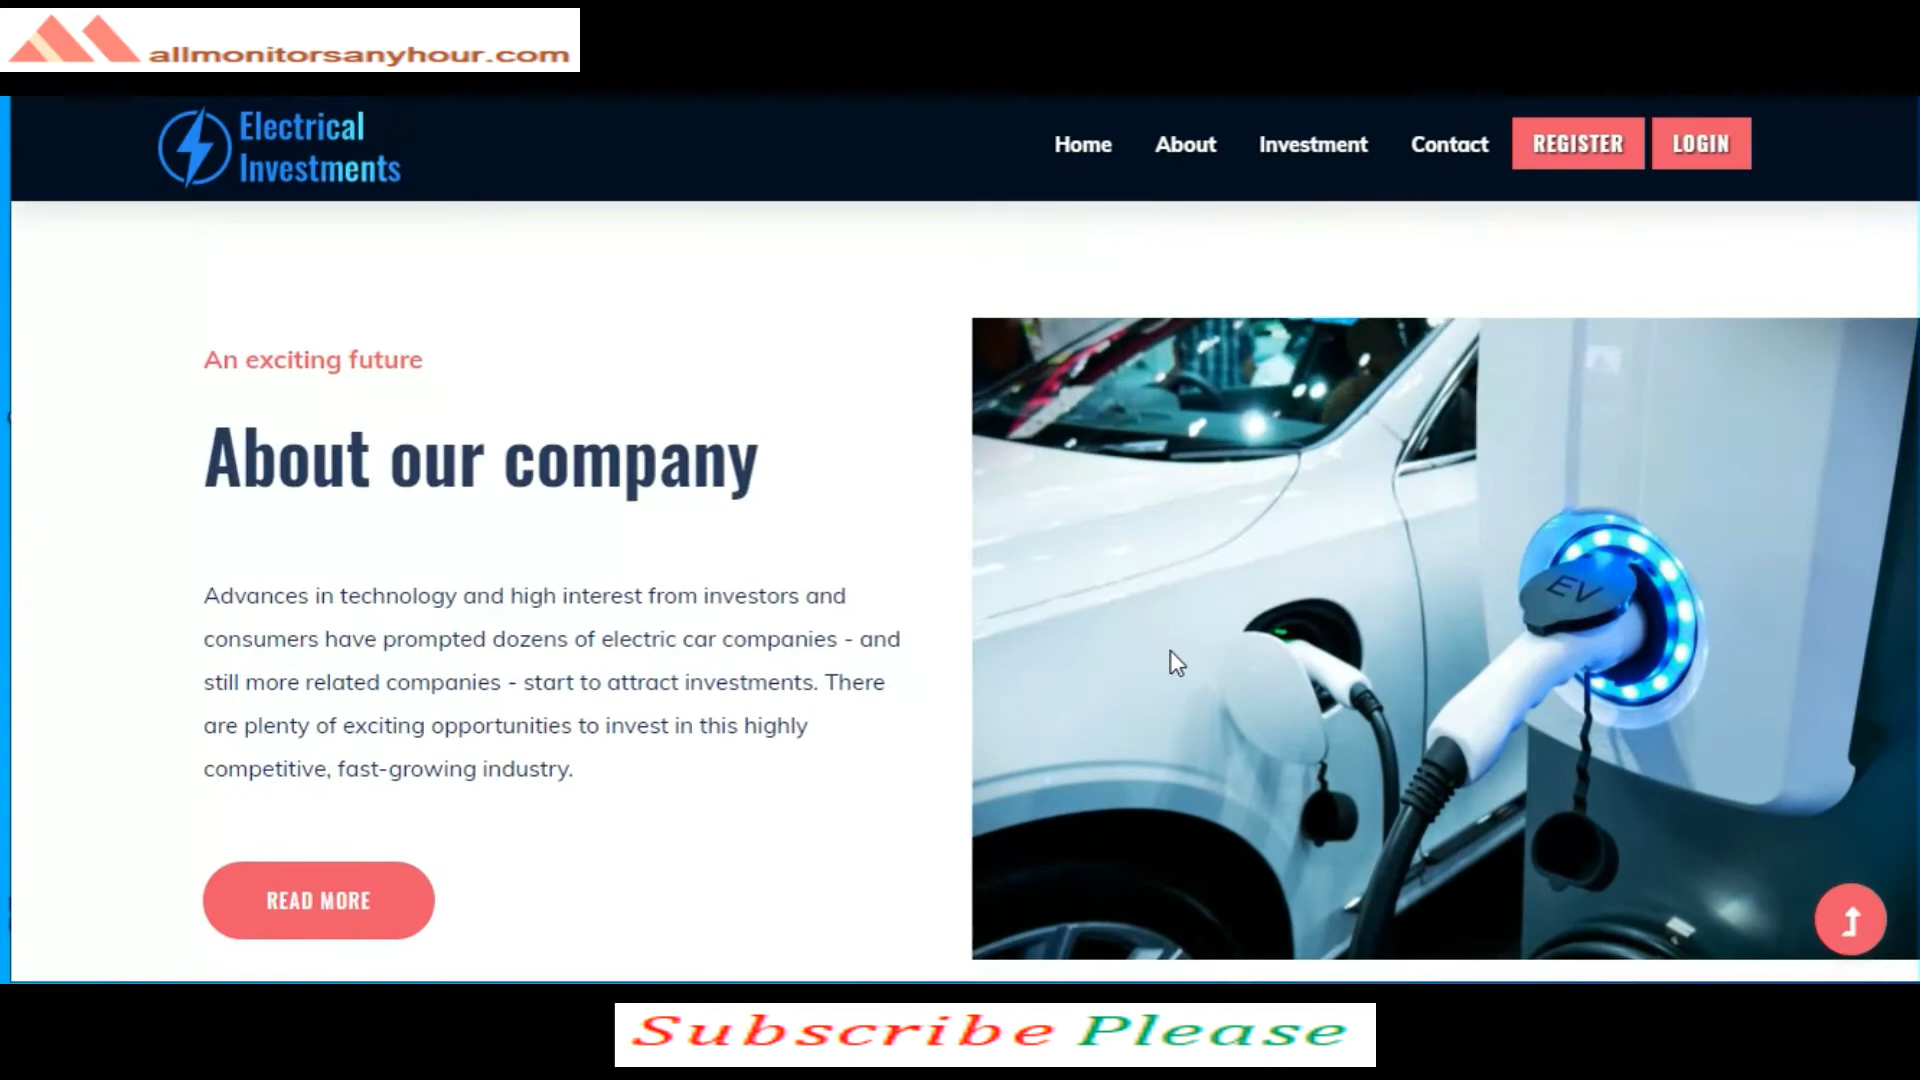 allmonitorsanyhour.com
Electrical
Investments
Home About Investment Contact REGISTER LOGIN
An exciting future
About our company
Advances in technology and high interest from investors and
consumers have prompted dozens of electric car companies - and
still more related companies - start to attract investments. There
are plenty of exciting opportunities to invest in this highly
competitive, fast-growing industry.
READ MORE
EV
Subscribe Please